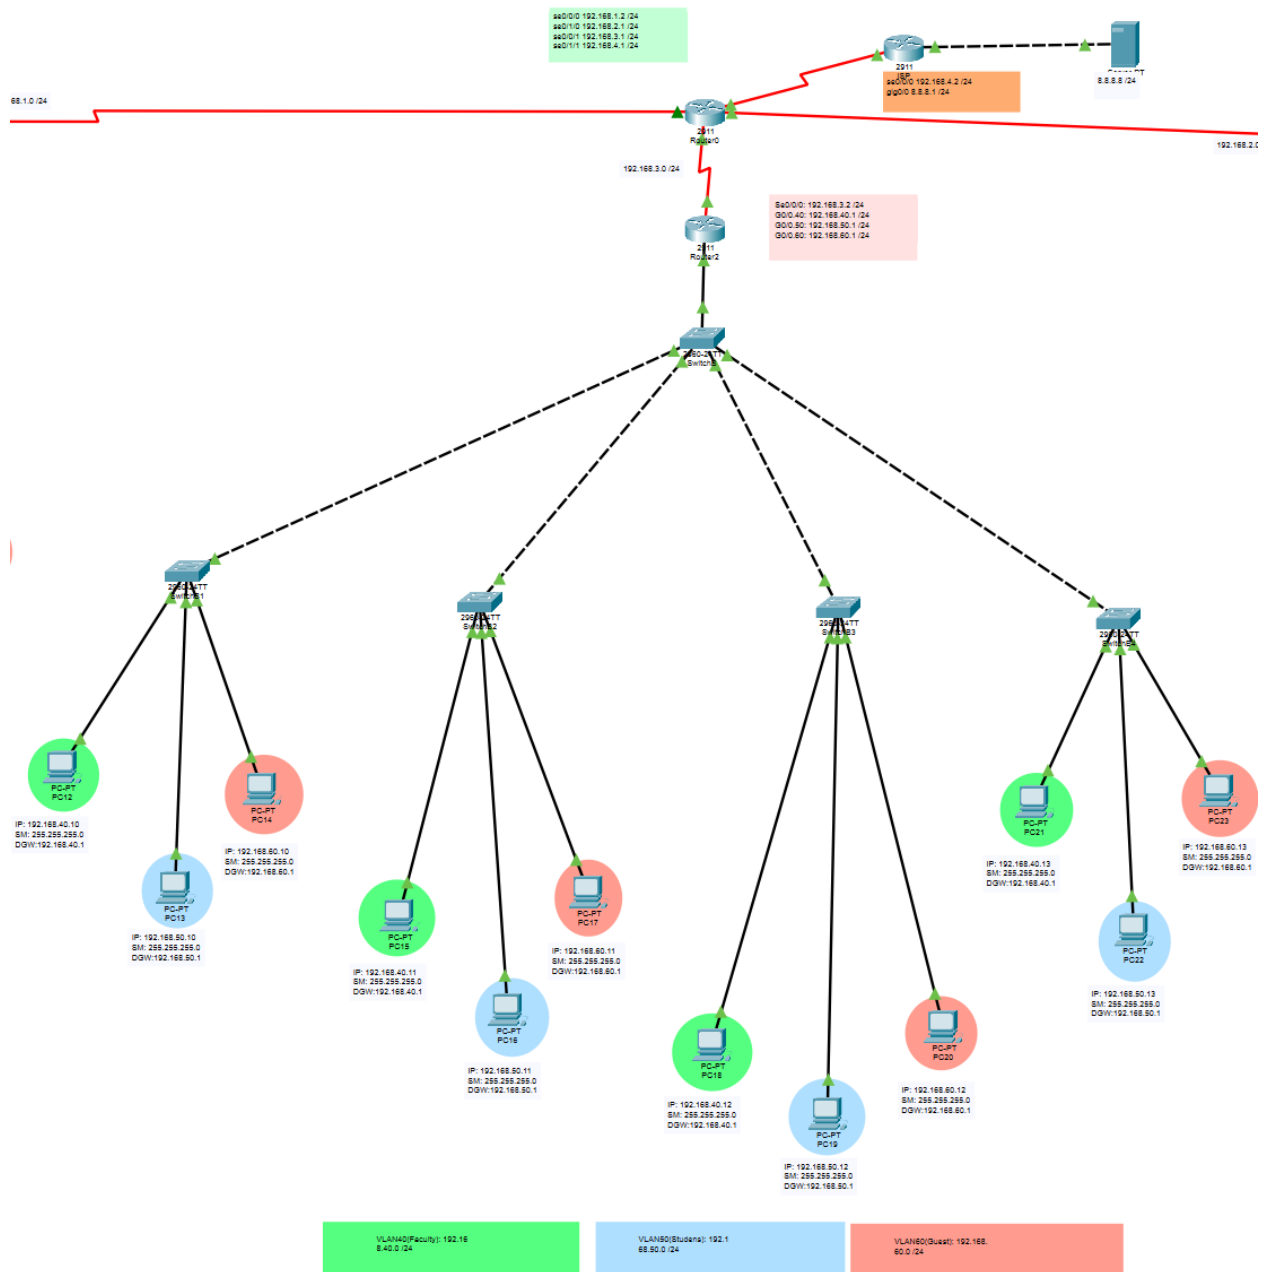 se0/0/0 192.168.1.2 /24
se0/1/0 192.168.2.1 /24
se0/0/1 192.168.3.1 /24
se0/1/1 192.168.4.1 /24
2911
ISP
se0/0/0 192.168.4.2 /24
gig0/0 8.8.8.1 /24
Server-PT
8.8.8.8 /24
68.1.0 /24
2911
Router0
192.168.2.0
192.168.3.0 /24
Se0/0/0: 192.168.3.2 /24
G0/0.40: 192.168.40.1 /24
G0/0.50: 192.168.50.1 /24
G0/0.60: 192.168.60.1 /24
2911
Router2
2960-24TT
2960-24TT
SwitchB1
2960-24TT
SwitchB2
2960-24TT
SwitchB3
2960-24TT
SwitchB4
PC-PT
PC12
IP: 192.168.40.10
SM: 255.255.255.0
DGW:192.168.40.1
PC-PT
PC13
IP: 192.168.50.10
SM: 255.255.255.0
DGW:192.168.50.1
PC-PT
PC14
IP: 192.168.60.10
SM: 255.255.255.0
DGW:192.168.60.1
PC-PT
PC15
IP: 192.168.40.11
SM: 255.255.255.0
DGW:192.168.40.1
PC-PT
PC16
IP: 192.168.50.11
SM: 255.255.255.0
DGW:192.168.50.1
PC-PT
PC17
IP: 192.168.60.11
SM: 255.255.255.0
DGW:192.168.60.1
PC-PT
PC18
IP: 192.168.40.12
SM: 255.255.255.0
DGW:192.168.40.1
PC-PT
PC19
IP: 192.168.50.12
SM: 255.255.255.0
DGW:192.168.50.1
PC-PT
PC20
IP: 192.168.60.12
SM: 255.255.255.0
DGW:192.168.60.1
PC-PT
PC21
IP: 192.168.40.13
SM: 255.255.255.0
DGW:192.168.40.1
PC-PT
PC22
IP: 192.168.50.13
SM: 255.255.255.0
DGW:192.168.50.1
PC-PT
PC23
IP: 192.168.60.13
SM: 255.255.255.0
DGW:192.168.60.1
VLAN40(Faculty): 192.16
8.40.0 /24
VLAN50(Studens): 192.1
68.50.0 /24
VLAN60(Guest): 192.168.
60.0 /24